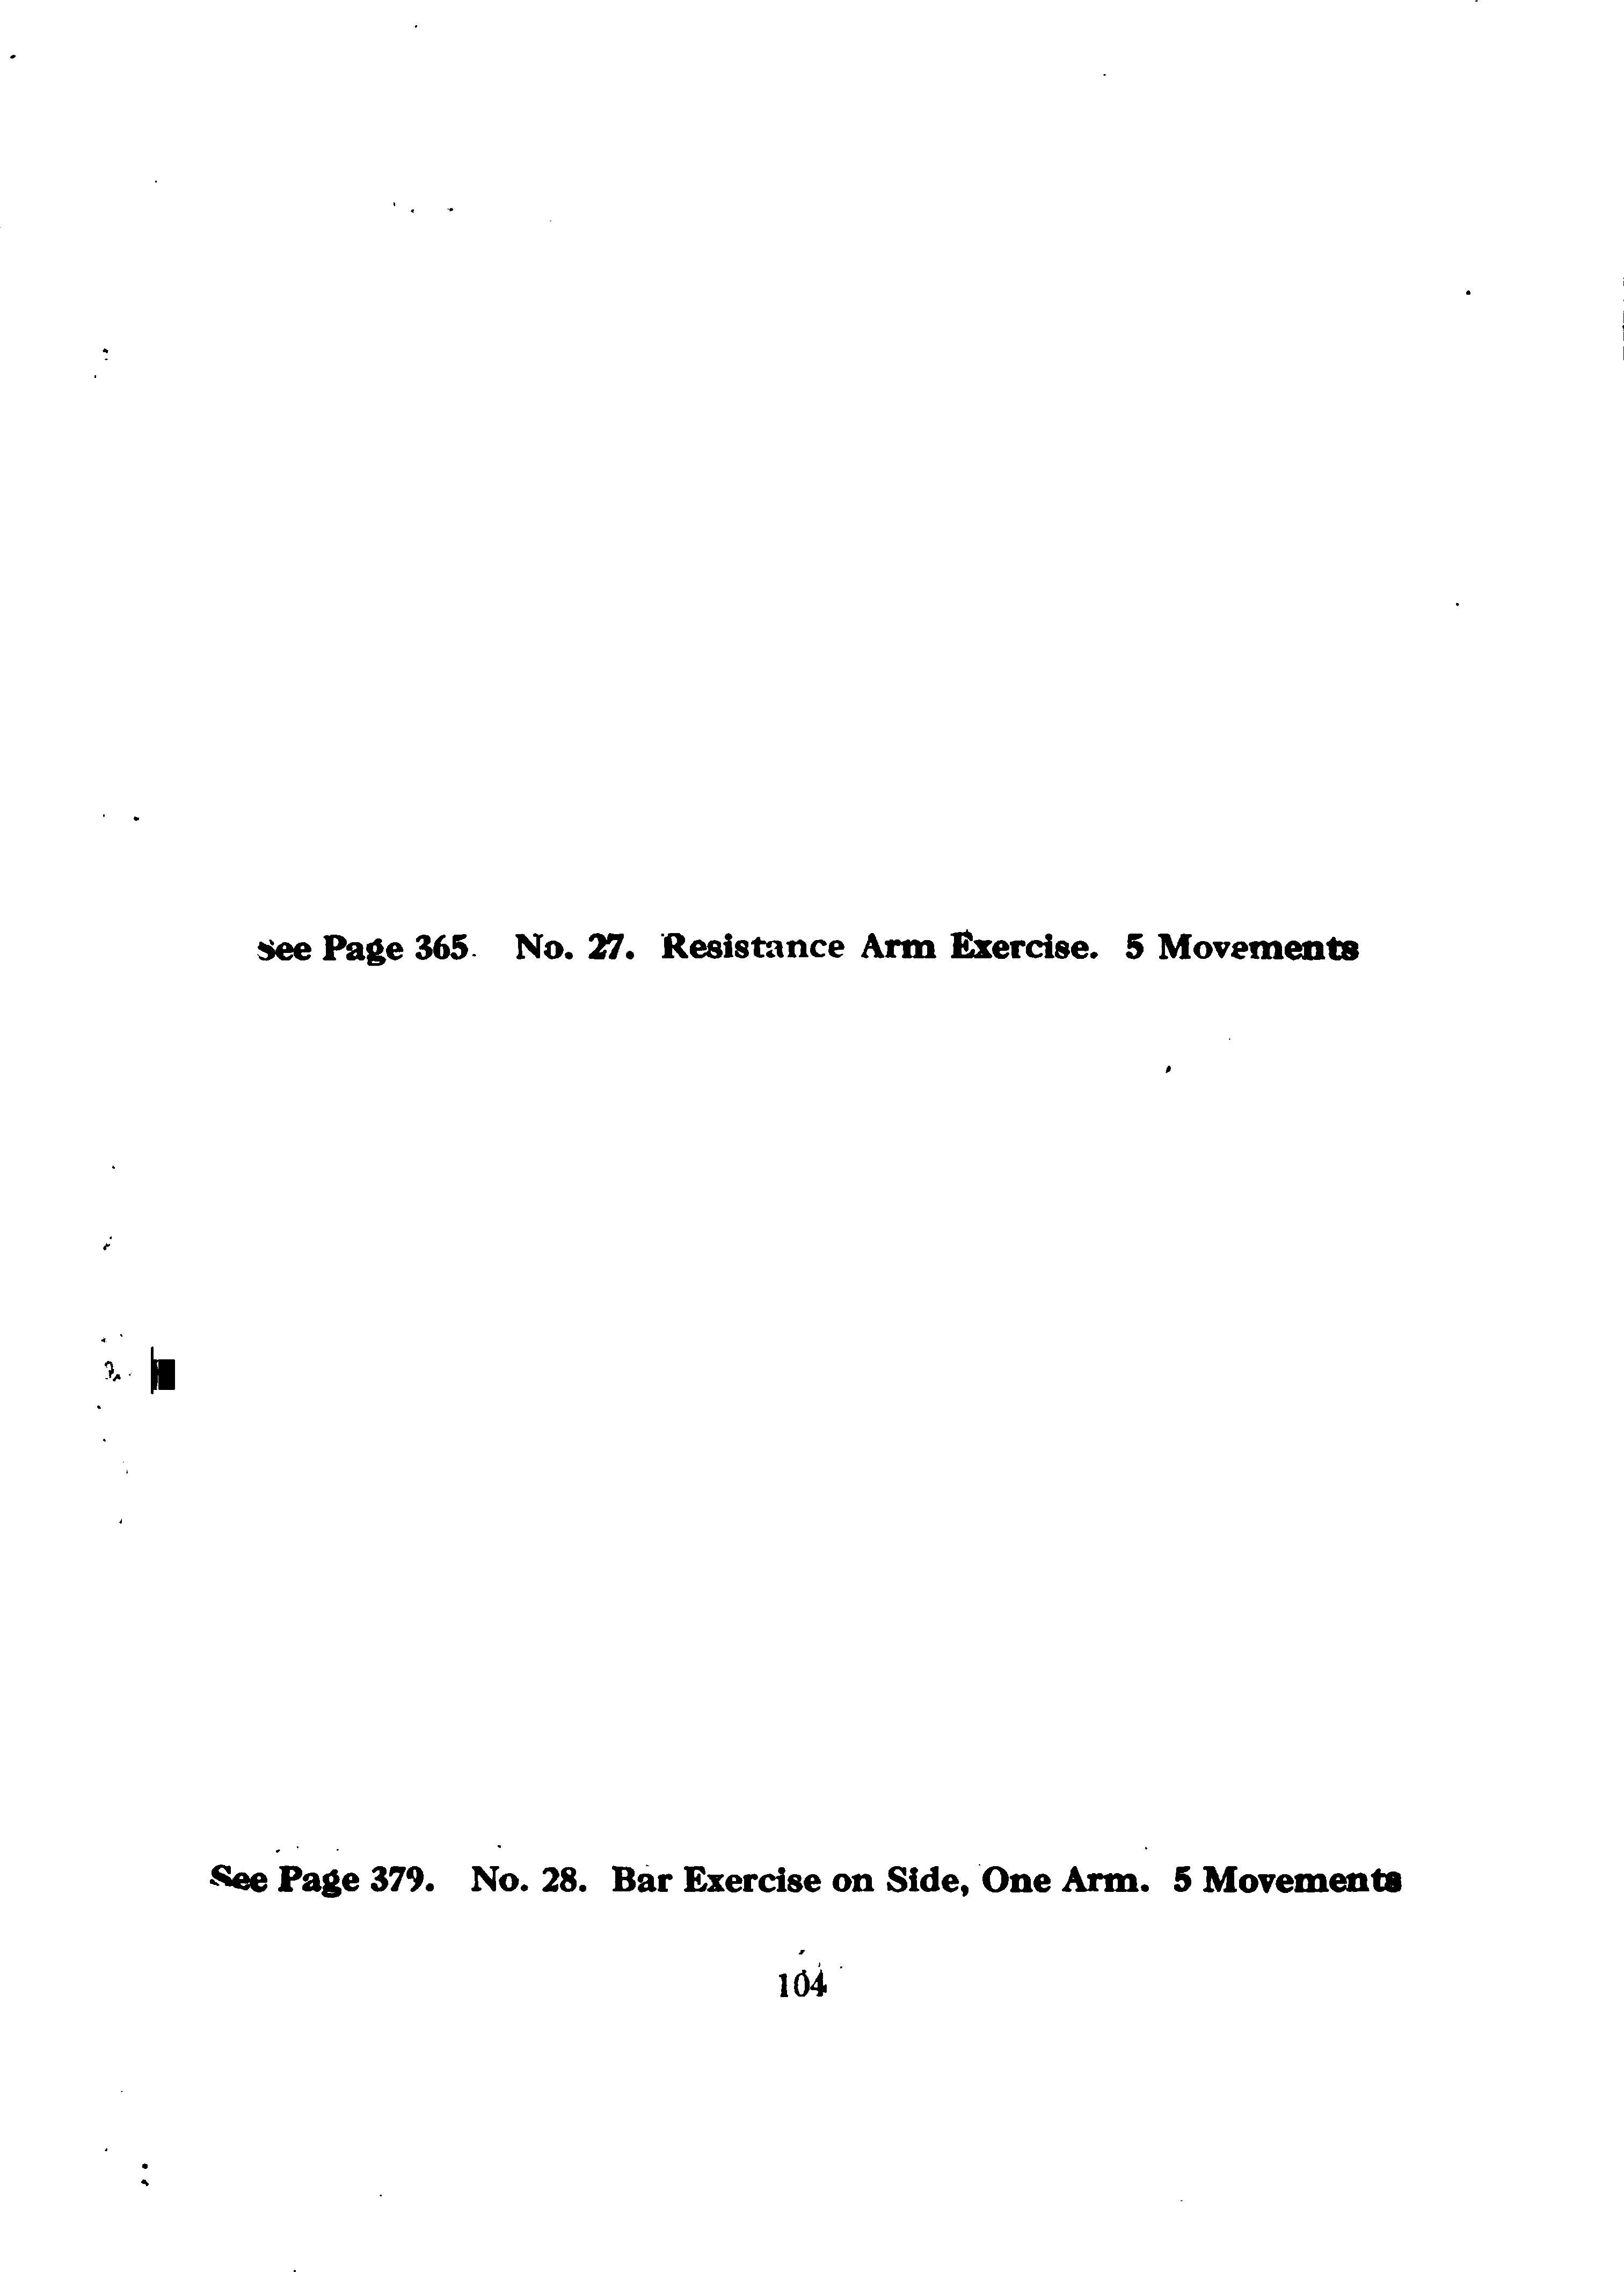 See Page 365. No. 27. Resistance Arm Exercise. 5 Movements
See Page 379. No. 28. Bar Exercise on Side, One Arm. 5 Movements
104